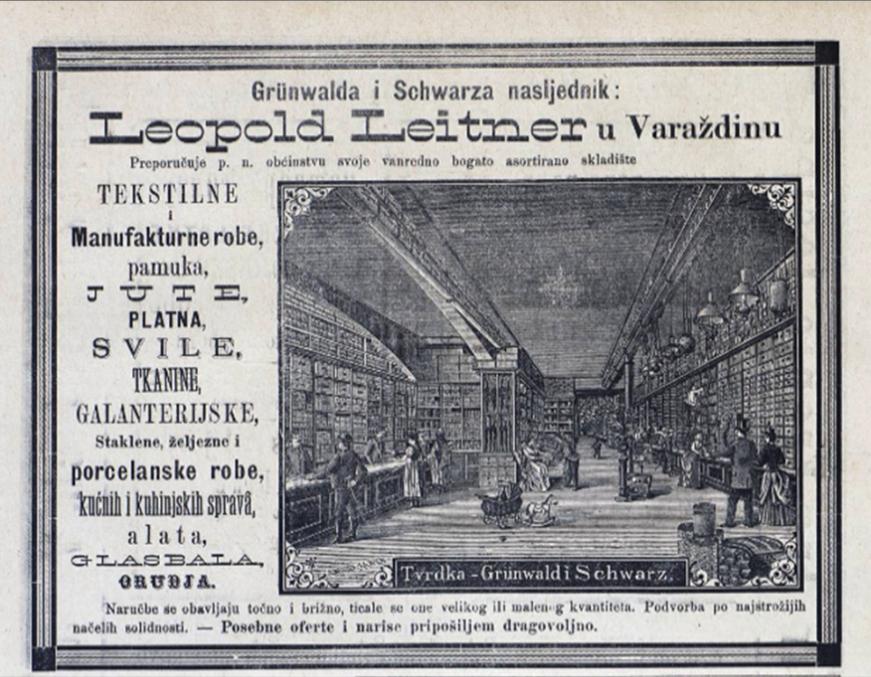 Grünwalda i Schwarza nasljednik:
Leopold Leitner u Varaždinu
Preporučuje p. n. obćinstvu svoje vanredno bogato asortirano skladište
TEKSTILNE
i
Manufakturne robe,
pamuka,
JUTE,
PLATNA,
SVILE,
TKANINE,
GALANTERIJSKE,
Staklene, željezne i
porcelanske robe,
kućnih i kuhinjskih sprava,
alata,
GLASBALA,
ORUDJA.
Tvrdka - Grünwald i Schwarz.
Naručbe se obavljaju točno i brižno, ticale se one velikog ili malenog kvantiteta. Podvorba po najstrožijih
načelih solidnosti. — Posebne oferte i narise pripošiljem dragovoljno.